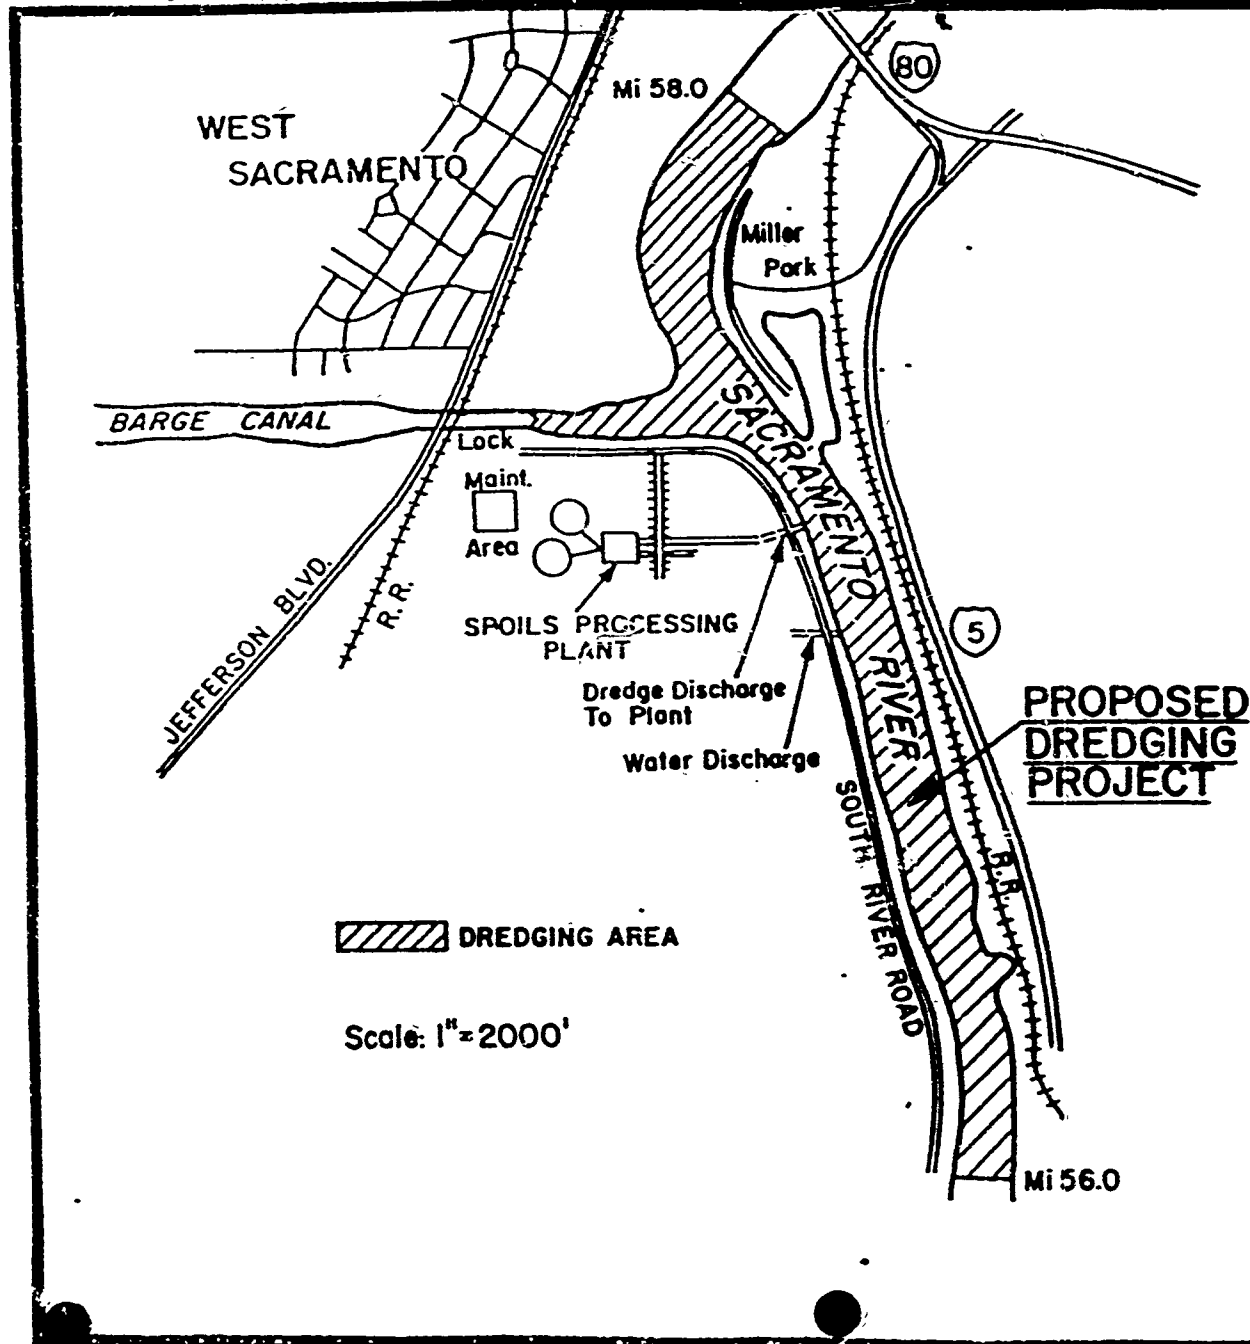 80
Mi 58.0
WEST
SACRAMENTO
Miller
Park
SACRAMENTO RIVER
BARGE CANAL
Lock
Maint.
Area
JEFFERSON BLVD.
R.R.
SPOILS PROCESSING
PLANT
5
Dredge Discharge
To Plant
Water Discharge
PROPOSED
DREDGING
PROJECT
SOUTH RIVER ROAD
R.R.
DREDGING AREA
Scale: 1"=2000'
Mi 56.0